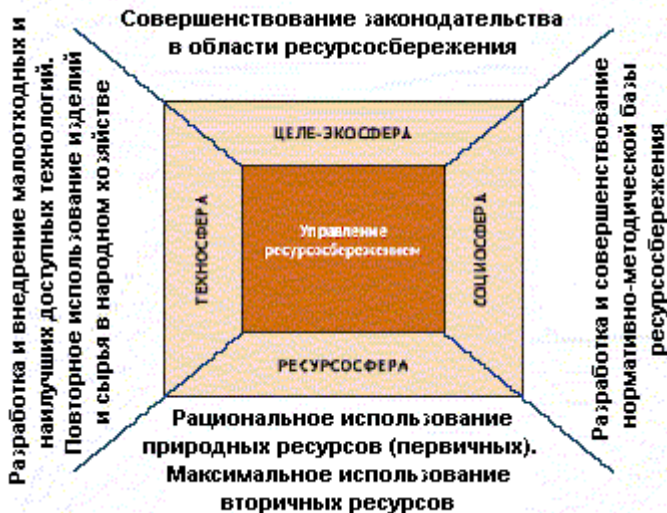 Совершенствование законодательства
в области ресурсосбережения
Разработка и внедрение малоотходных и
наилучших доступных технологий.
Повторное использование изделий
и сырья в народном хозяйстве
ЦЕЛЕ-ЭКОСФЕРА
ТЕХНОСФЕРА
Управление
ресурсосбережением
СОЦИОСФЕРА
РЕСУРСОСФЕРА
Разработка и совершенствование
нормативно-методической базы
ресурсосбережения
Рациональное использование
природных ресурсов (первичных).
Максимальное использование
вторичных ресурсов